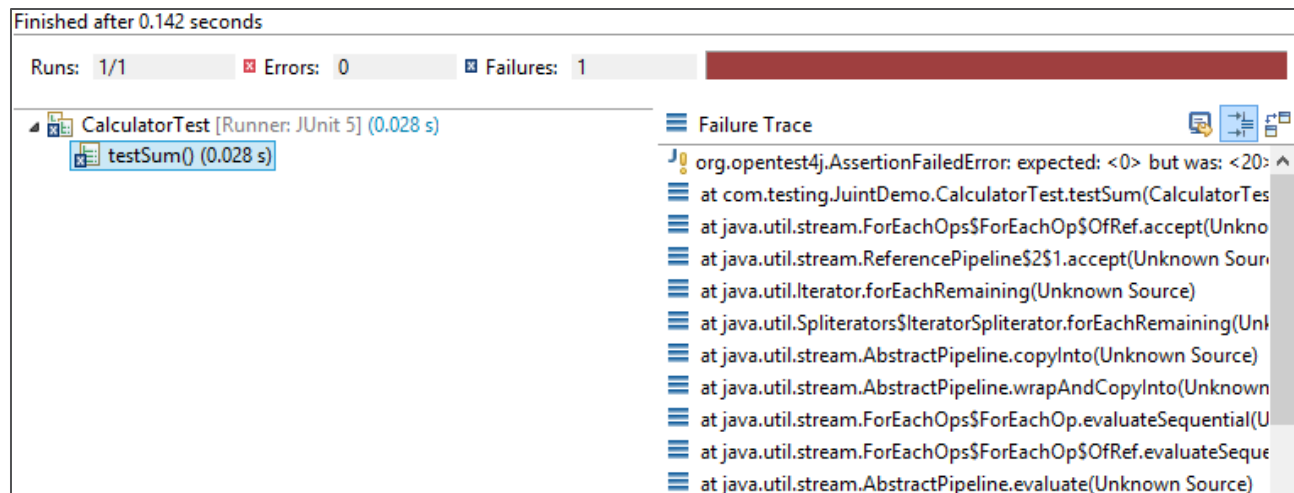 Finished after 0.142 seconds
Runs: 1/1 Errors: 0 Failures: 1
CalculatorTest [Runner: JUnit 5] (0.028 s)
testSum() (0.028 s)
Failure Trace
org.opentest4j.AssertionFailedError: expected: <0> but was: <20>
at com.testing.JuintDemo.CalculatorTest.testSum(CalculatorTes
at java.util.stream.ForEachOps$ForEachOp$OfRef.accept(Unkno
at java.util.stream.ReferencePipeline$2$1.accept(Unknown Sour
at java.util.Iterator.forEachRemaining(Unknown Source)
at java.util.Spliterators$IteratorSpliterator.forEachRemaining(Unk
at java.util.stream.AbstractPipeline.copyInto(Unknown Source)
at java.util.stream.AbstractPipeline.wrapAndCopyInto(Unknown
at java.util.stream.ForEachOps$ForEachOp.evaluateSequential(U
at java.util.stream.ForEachOps$ForEachOp$OfRef.evaluateSeque
at java.util.stream.AbstractPipeline.evaluate(Unknown Source)